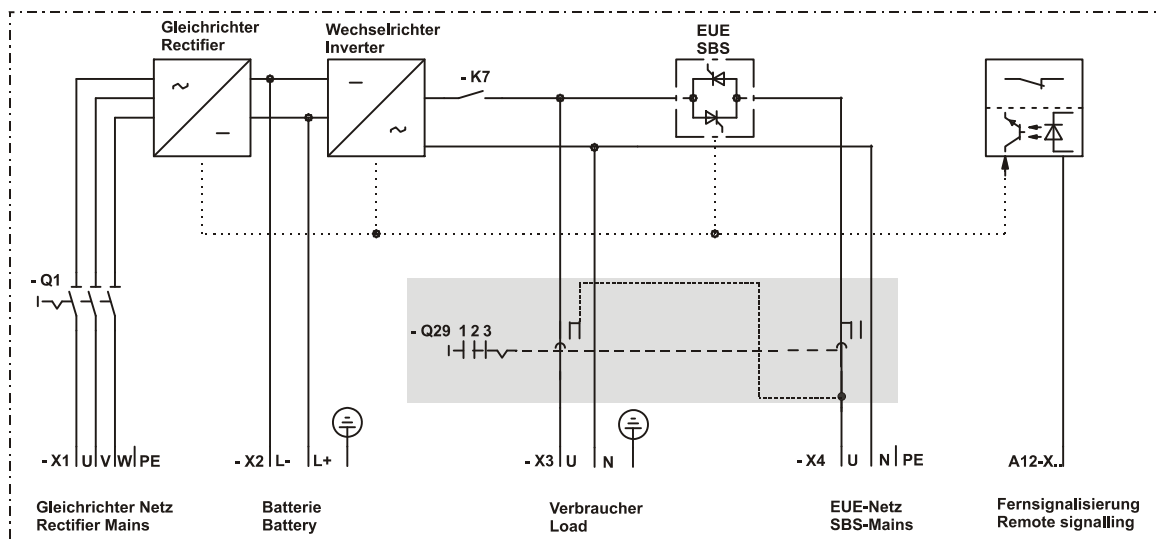 Gleichrichter
Rectifier
Wechselrichter
Inverter
EUE
SBS
- K7
- Q1
- Q29 1 2 3
- X1 U V W PE
- X2 L- L+
- X3 U N
- X4 U N PE
A12-X..
Gleichrichter Netz
Rectifier Mains
Batterie
Battery
Verbraucher
Load
EUE-Netz
SBS-Mains
Fernsignalisierung
Remote signalling